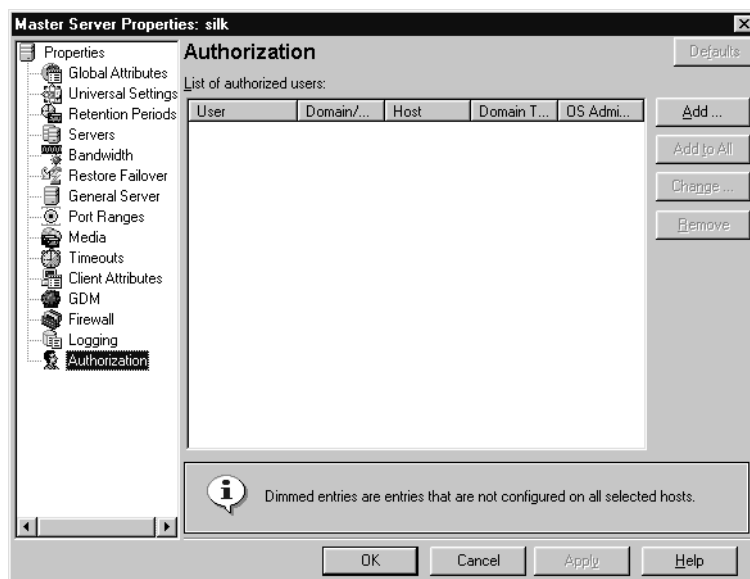 Master Server Properties: silk
Properties
Global Attributes
Universal Settings
Retention Periods
Servers
Bandwidth
Restore Failover
General Server
Port Ranges
Media
Timeouts
Client Attributes
GDM
Firewall
Logging
Authorization
Authorization
Defaults
List of authorized users:
User Domain/... Host Domain T... OS Admi...
Add ...
Add to All
Change ...
Remove
Dimmed entries are entries that are not configured on all selected hosts.
OK Cancel Apply Help